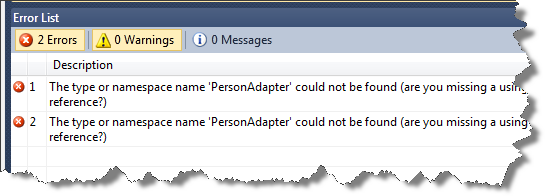 Error List
2 Errors
0 Warnings
0 Messages
Description
1
The type or namespace name 'PersonAdapter' could not be found (are you missing a using
reference?)
2
The type or namespace name 'PersonAdapter' could not be found (are you missing a using
reference?)